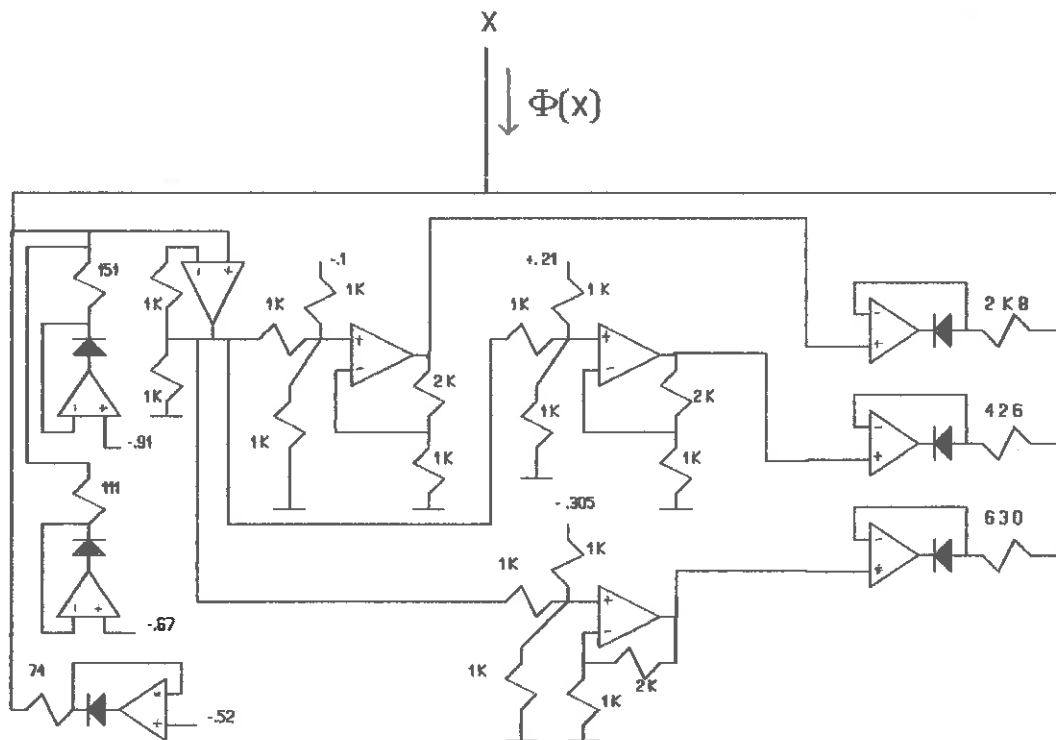 X
Φ(X)
151
1K
- +
-.1
1K
1K
+.21
1K
1K
- +
2K8
1K
- +
-.91
+ -
2K
1K
1K
+ -
2K
1K
1K
426
- +
111
- +
-.67
-.305
1K
1K
+ -
2K
1K
1K
630
- +
74
+
-.52